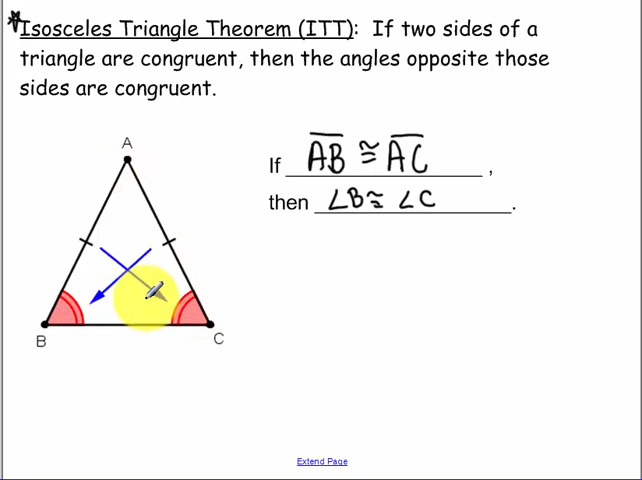 *Isosceles Triangle Theorem (ITT): If two sides of a
triangle are congruent, then the angles opposite those
sides are congruent.
A
If AB ≅ AC ,
then ∠B ≅ ∠C .
B C
Extend Page